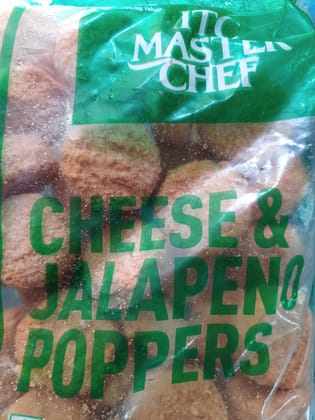 ITC
MASTER
CHEF
CHEESE &
JALAPENO
POPPERS